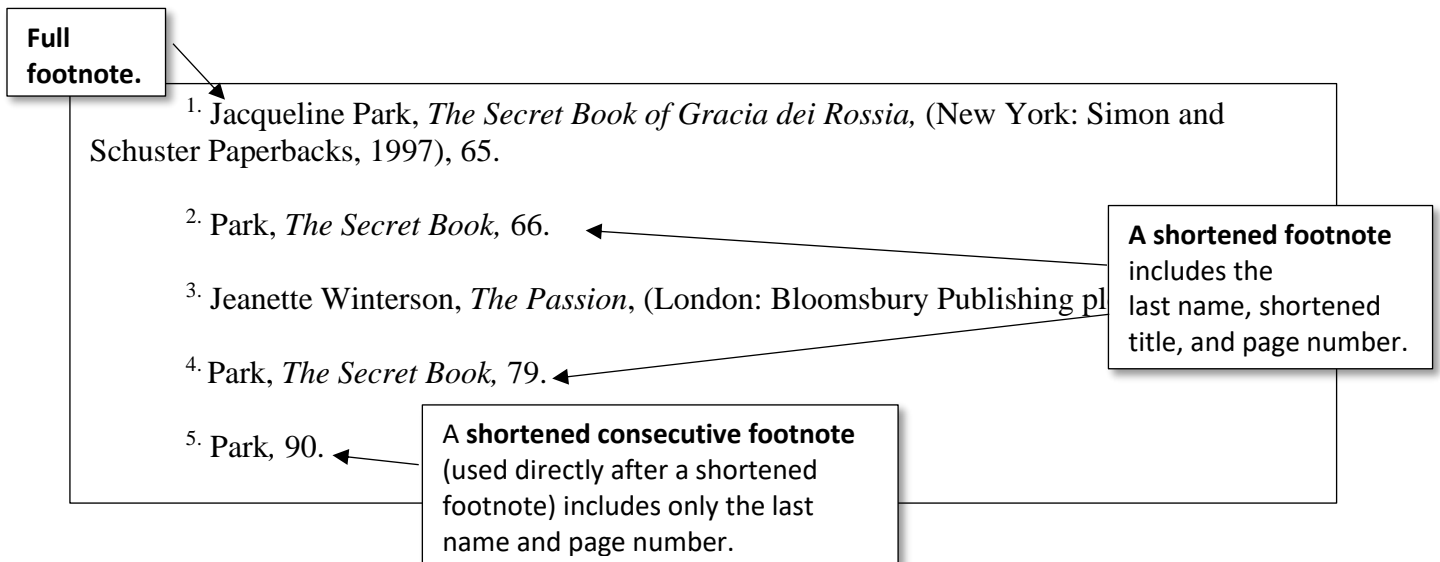 Full
footnote.
1. Jacqueline Park, The Secret Book of Gracia dei Rossia, (New York: Simon and
Schuster Paperbacks, 1997), 65.
2. Park, The Secret Book, 66.
A shortened footnote
includes the
last name, shortened
title, and page number.
3. Jeanette Winterson, The Passion, (London: Bloomsbury Publishing
4. Park, The Secret Book, 79.
5. Park, 90.
A shortened consecutive footnote
(used directly after a shortened
footnote) includes only the last
name and page number.